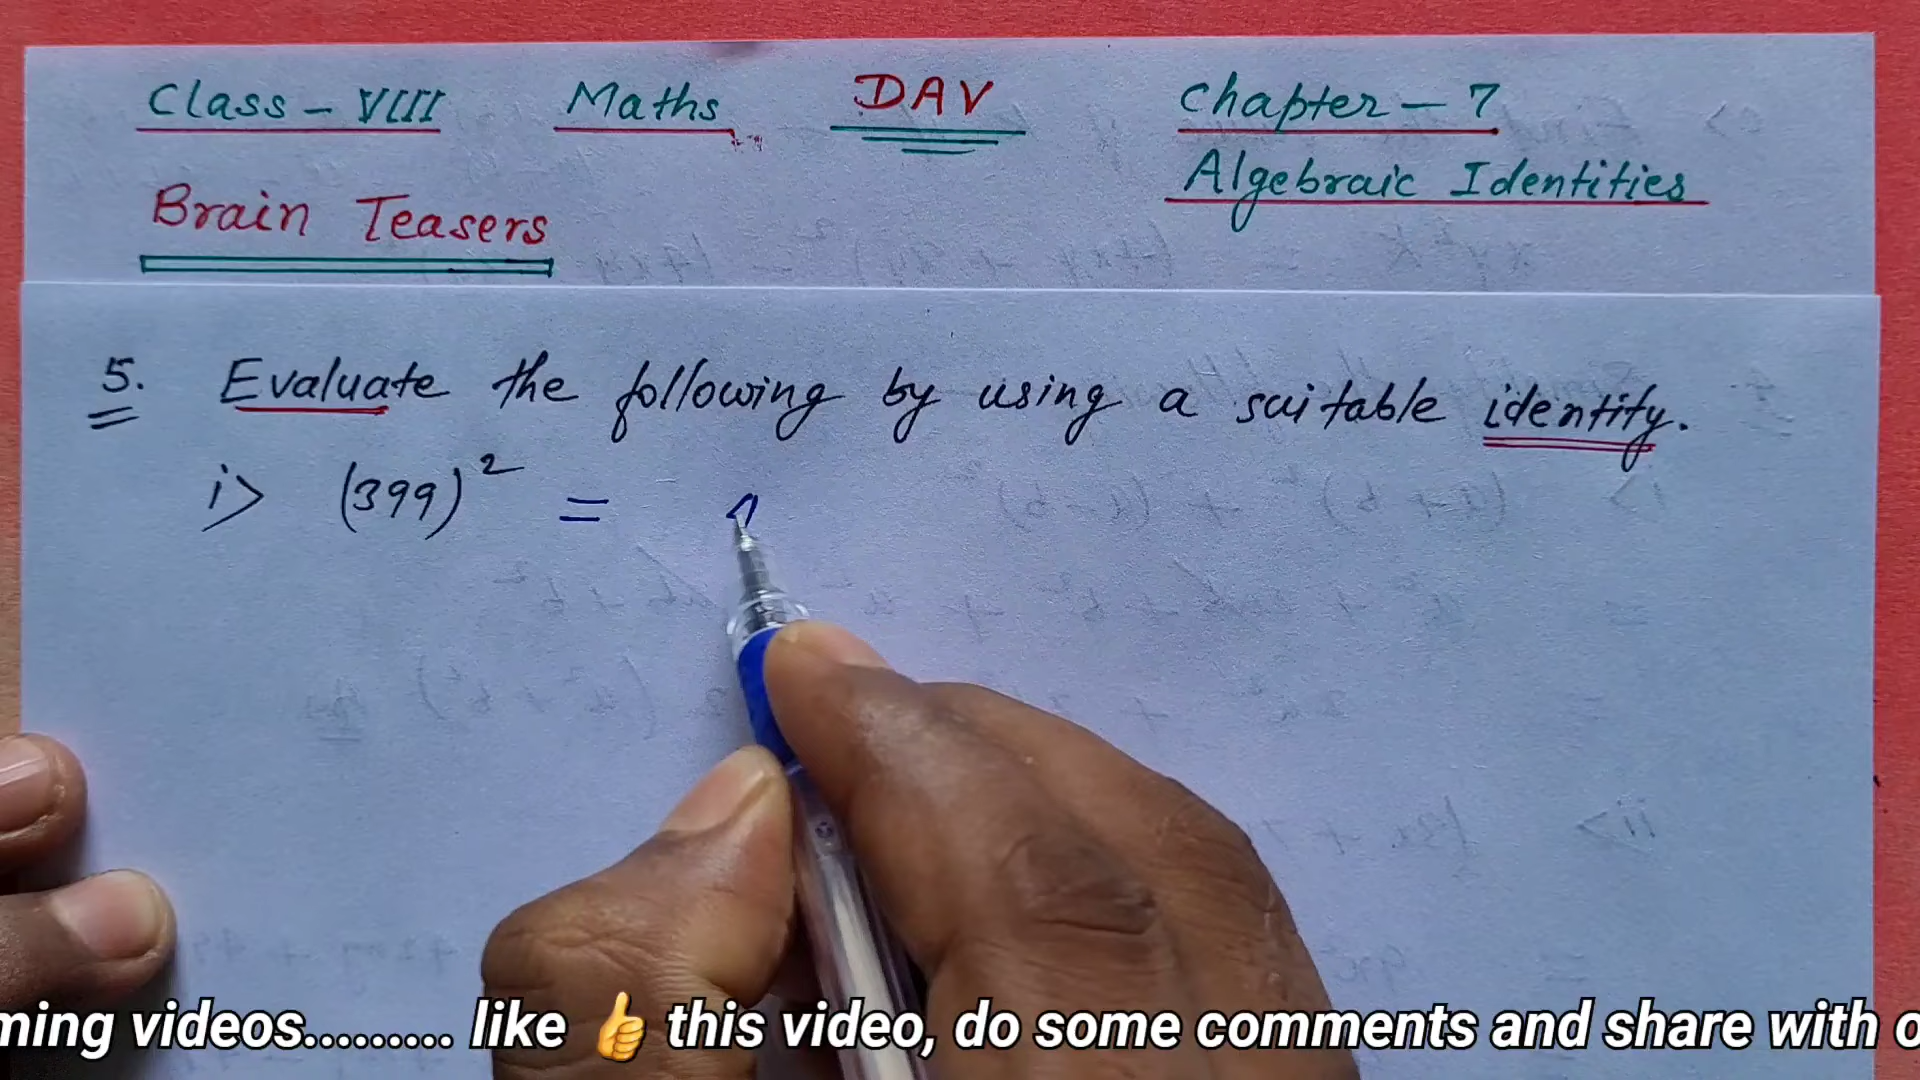 Class - VIII Maths DAV Chapter - 7
Algebraic Identities
Brain Teasers
5. Evaluate the following by using a suitable identity.
i> (399)² =
ming videos......... like 👍 this video, do some comments and share with o